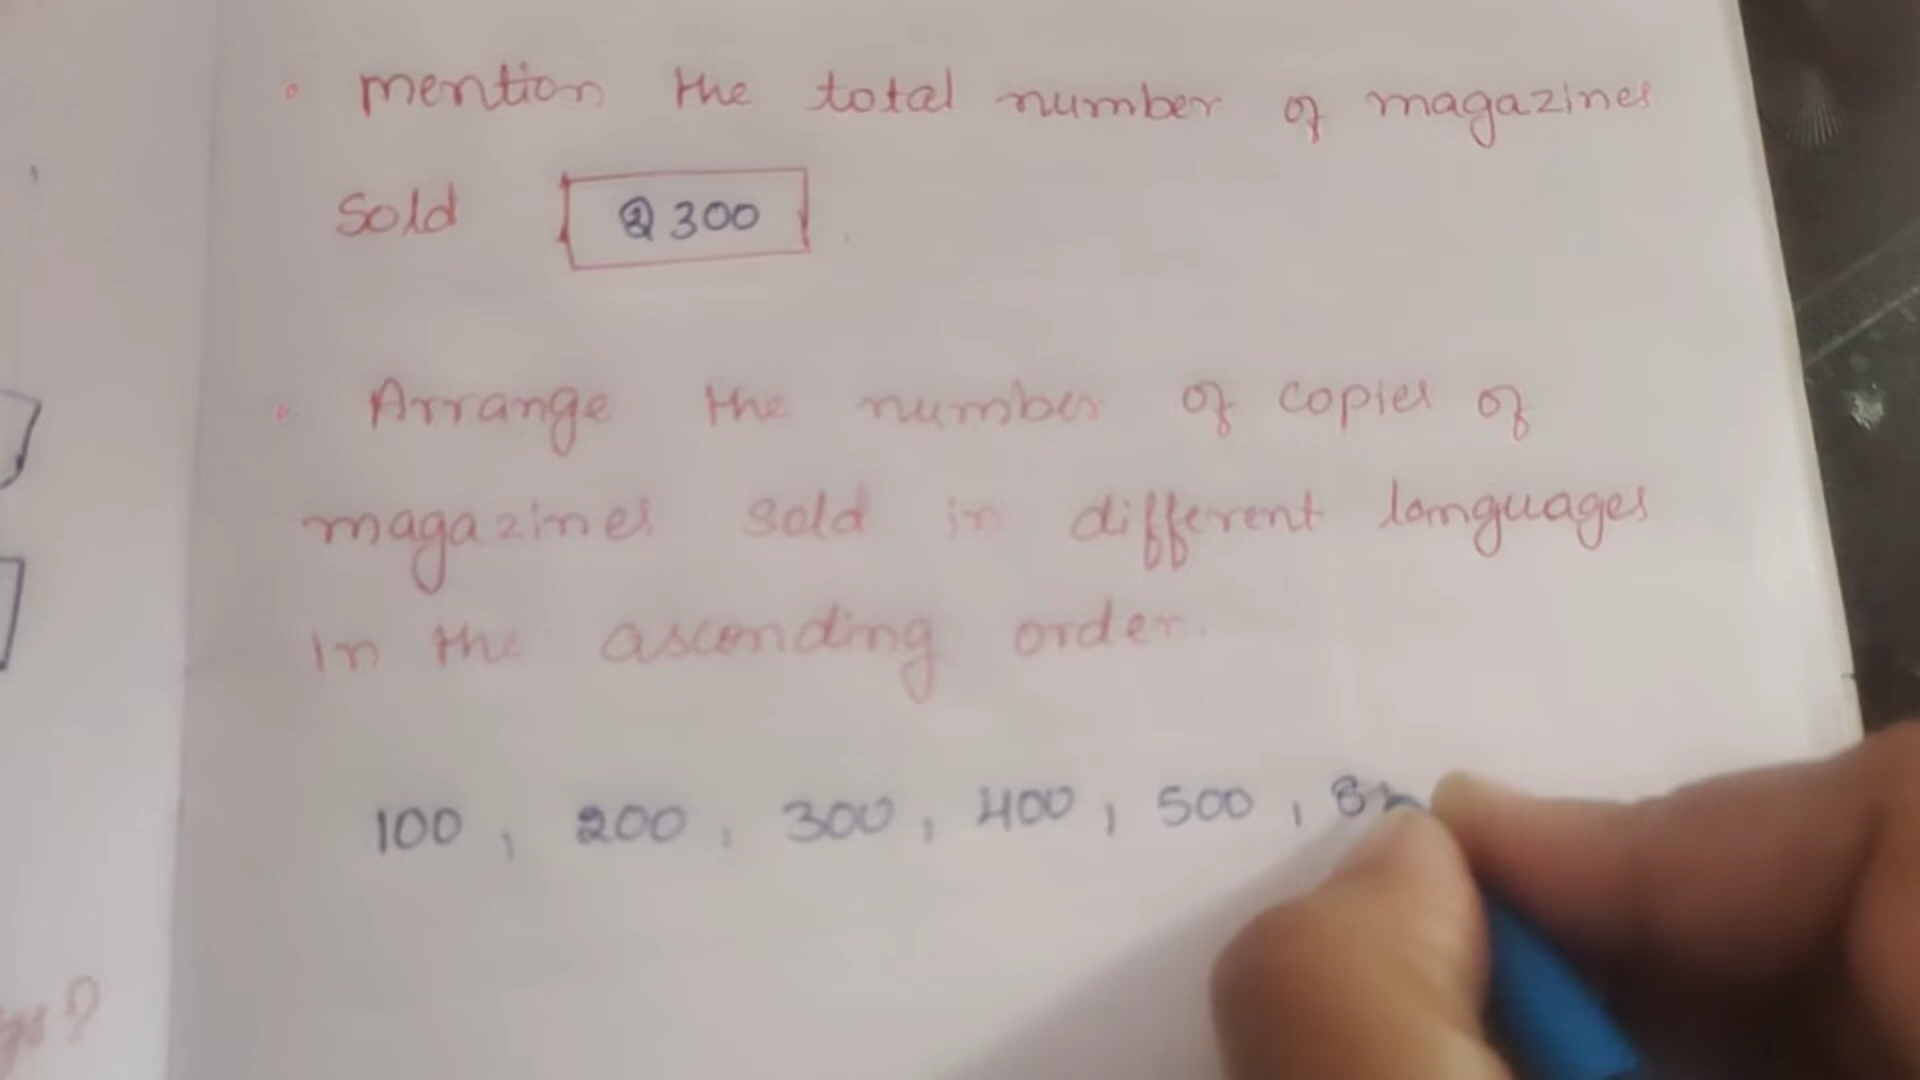 mention the total number of magazines
Sold 2300
Arrange the number of copies of
magazines sold in different languages
in the ascending order.
100, 200, 300, 400, 500, 8